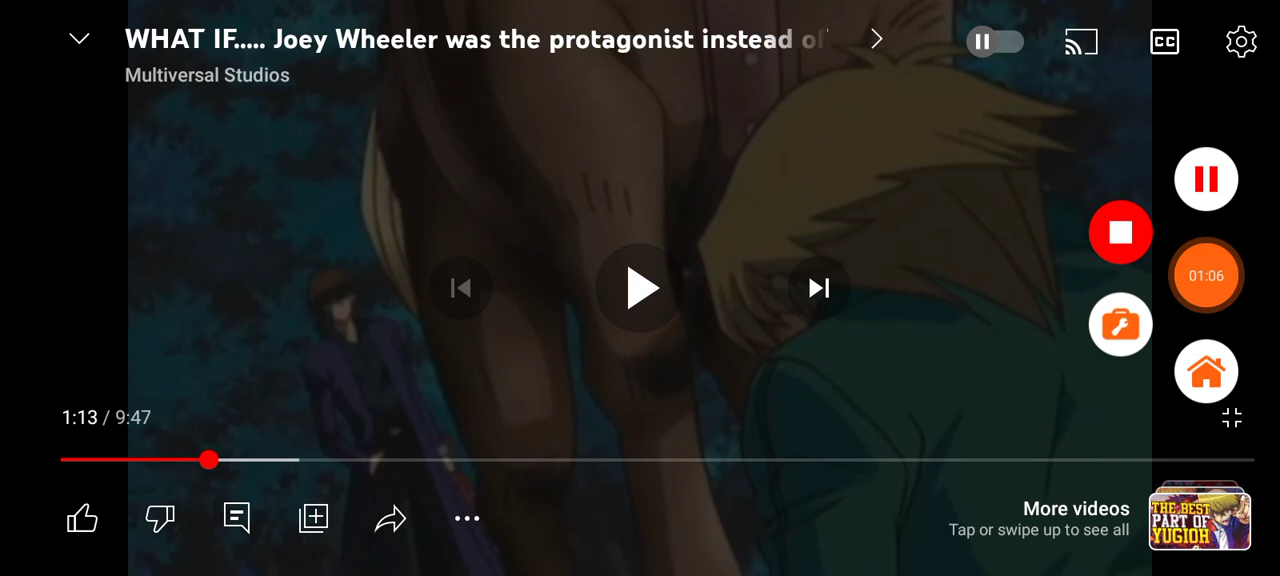 WHAT IF..... Joey Wheeler was the protagonist instead of
Multiversal Studios
CC
01:06
1:13 / 9:47
More videos
Tap or swipe up to see all
THE BEST
PART OF
YUGIOH